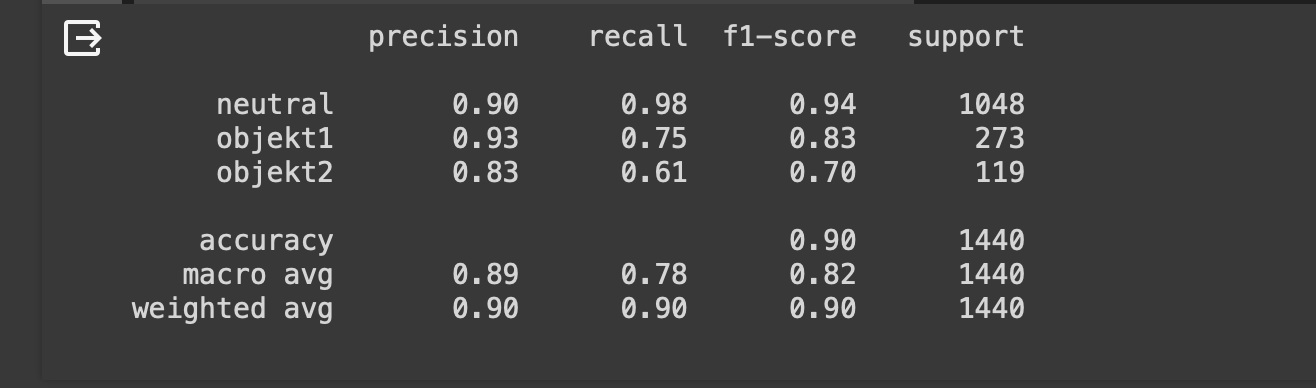 precision recall f1-score support
neutral 0.90 0.98 0.94 1048
objekt1 0.93 0.75 0.83 273
objekt2 0.83 0.61 0.70 119
accuracy 0.90 1440
macro avg 0.89 0.78 0.82 1440
weighted avg 0.90 0.90 0.90 1440